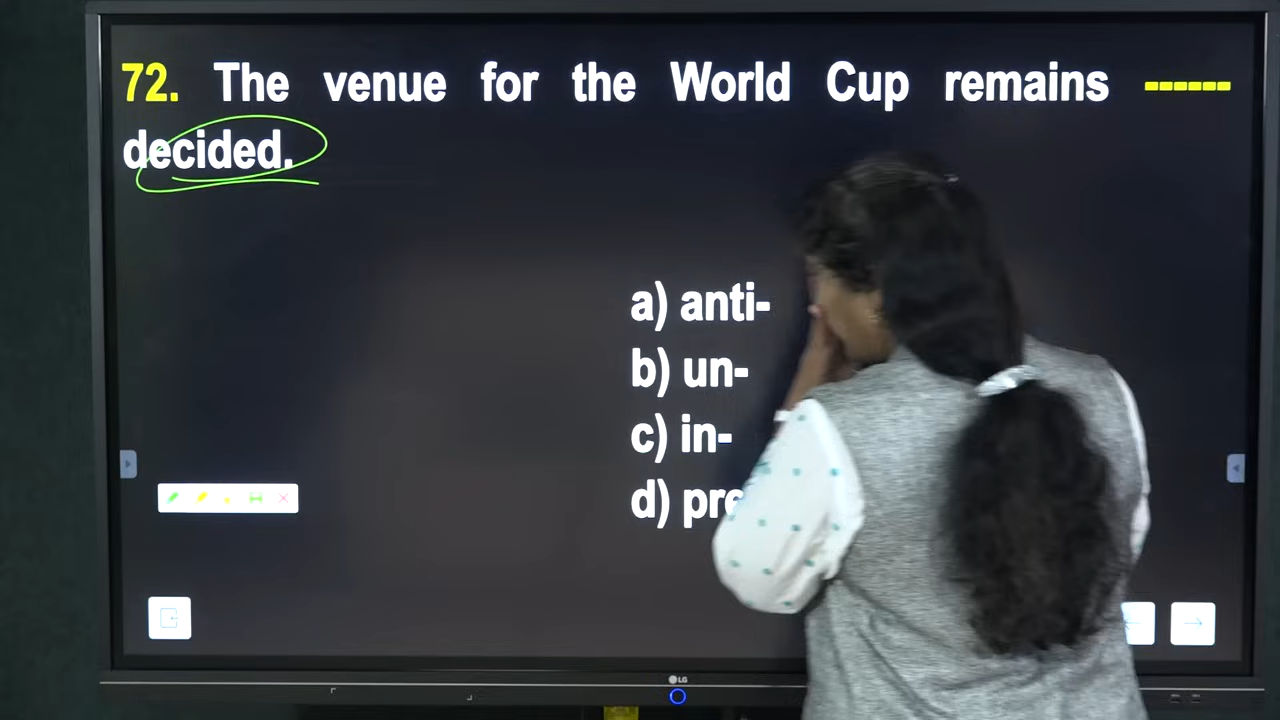 72. The venue for the World Cup remains ------
decided.
a) anti-
b) un-
c) in-
d) pre
LG